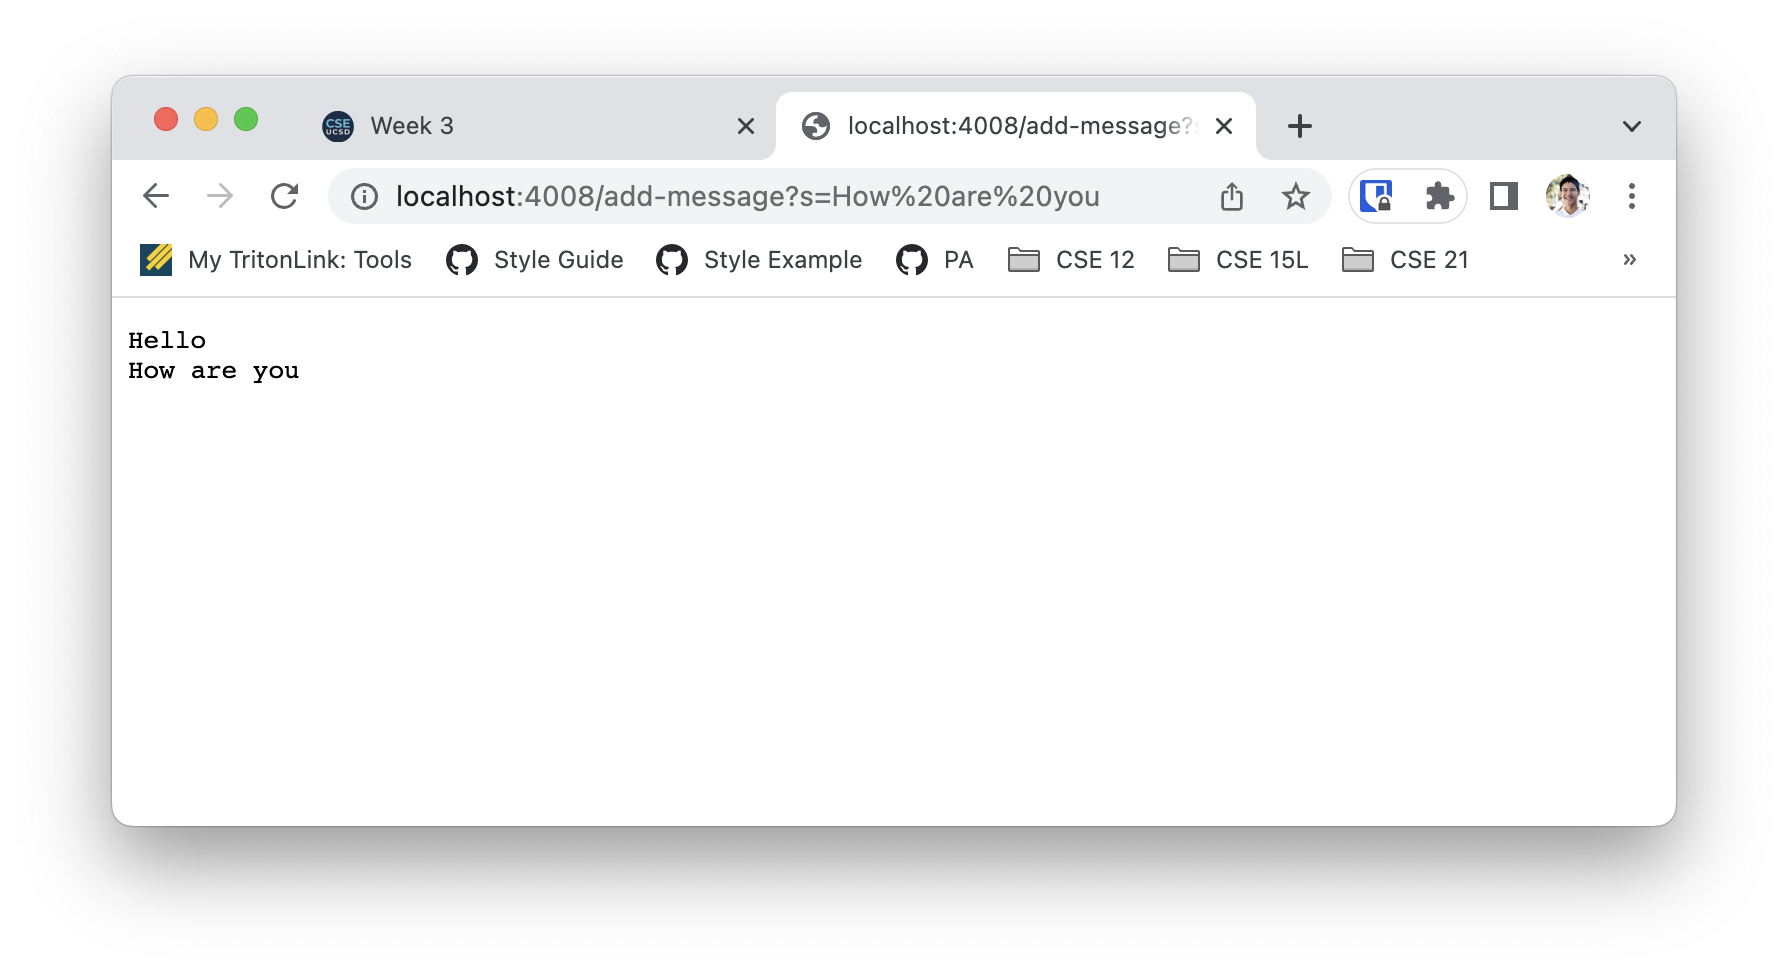 CSE UCSD Week 3 localhost:4008/add-message?
localhost:4008/add-message?s=How%20are%20you
My TritonLink: Tools Style Guide Style Example PA CSE 12 CSE 15L CSE 21 »
Hello
How are you